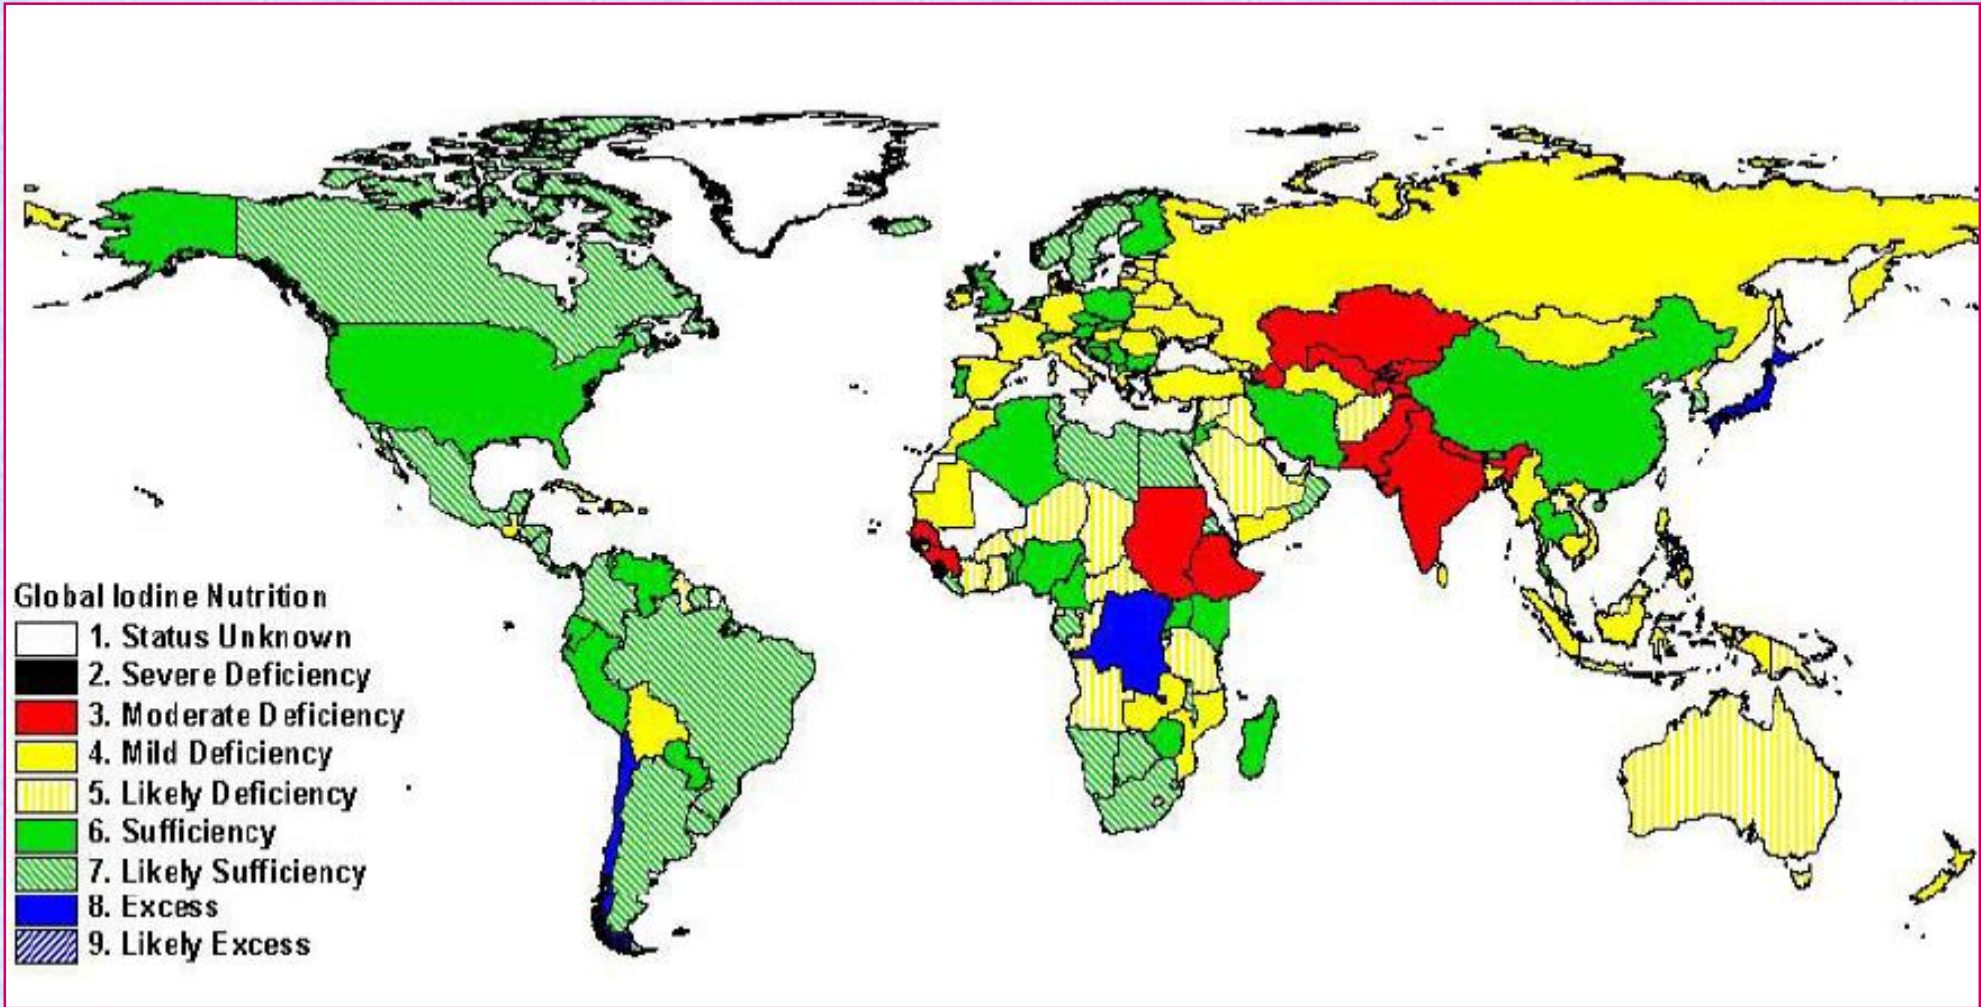 Global Iodine Nutrition
1. Status Unknown
2. Severe Deficiency
3. Moderate Deficiency
4. Mild Deficiency
5. Likely Deficiency
6. Sufficiency
7. Likely Sufficiency
8. Excess
9. Likely Excess